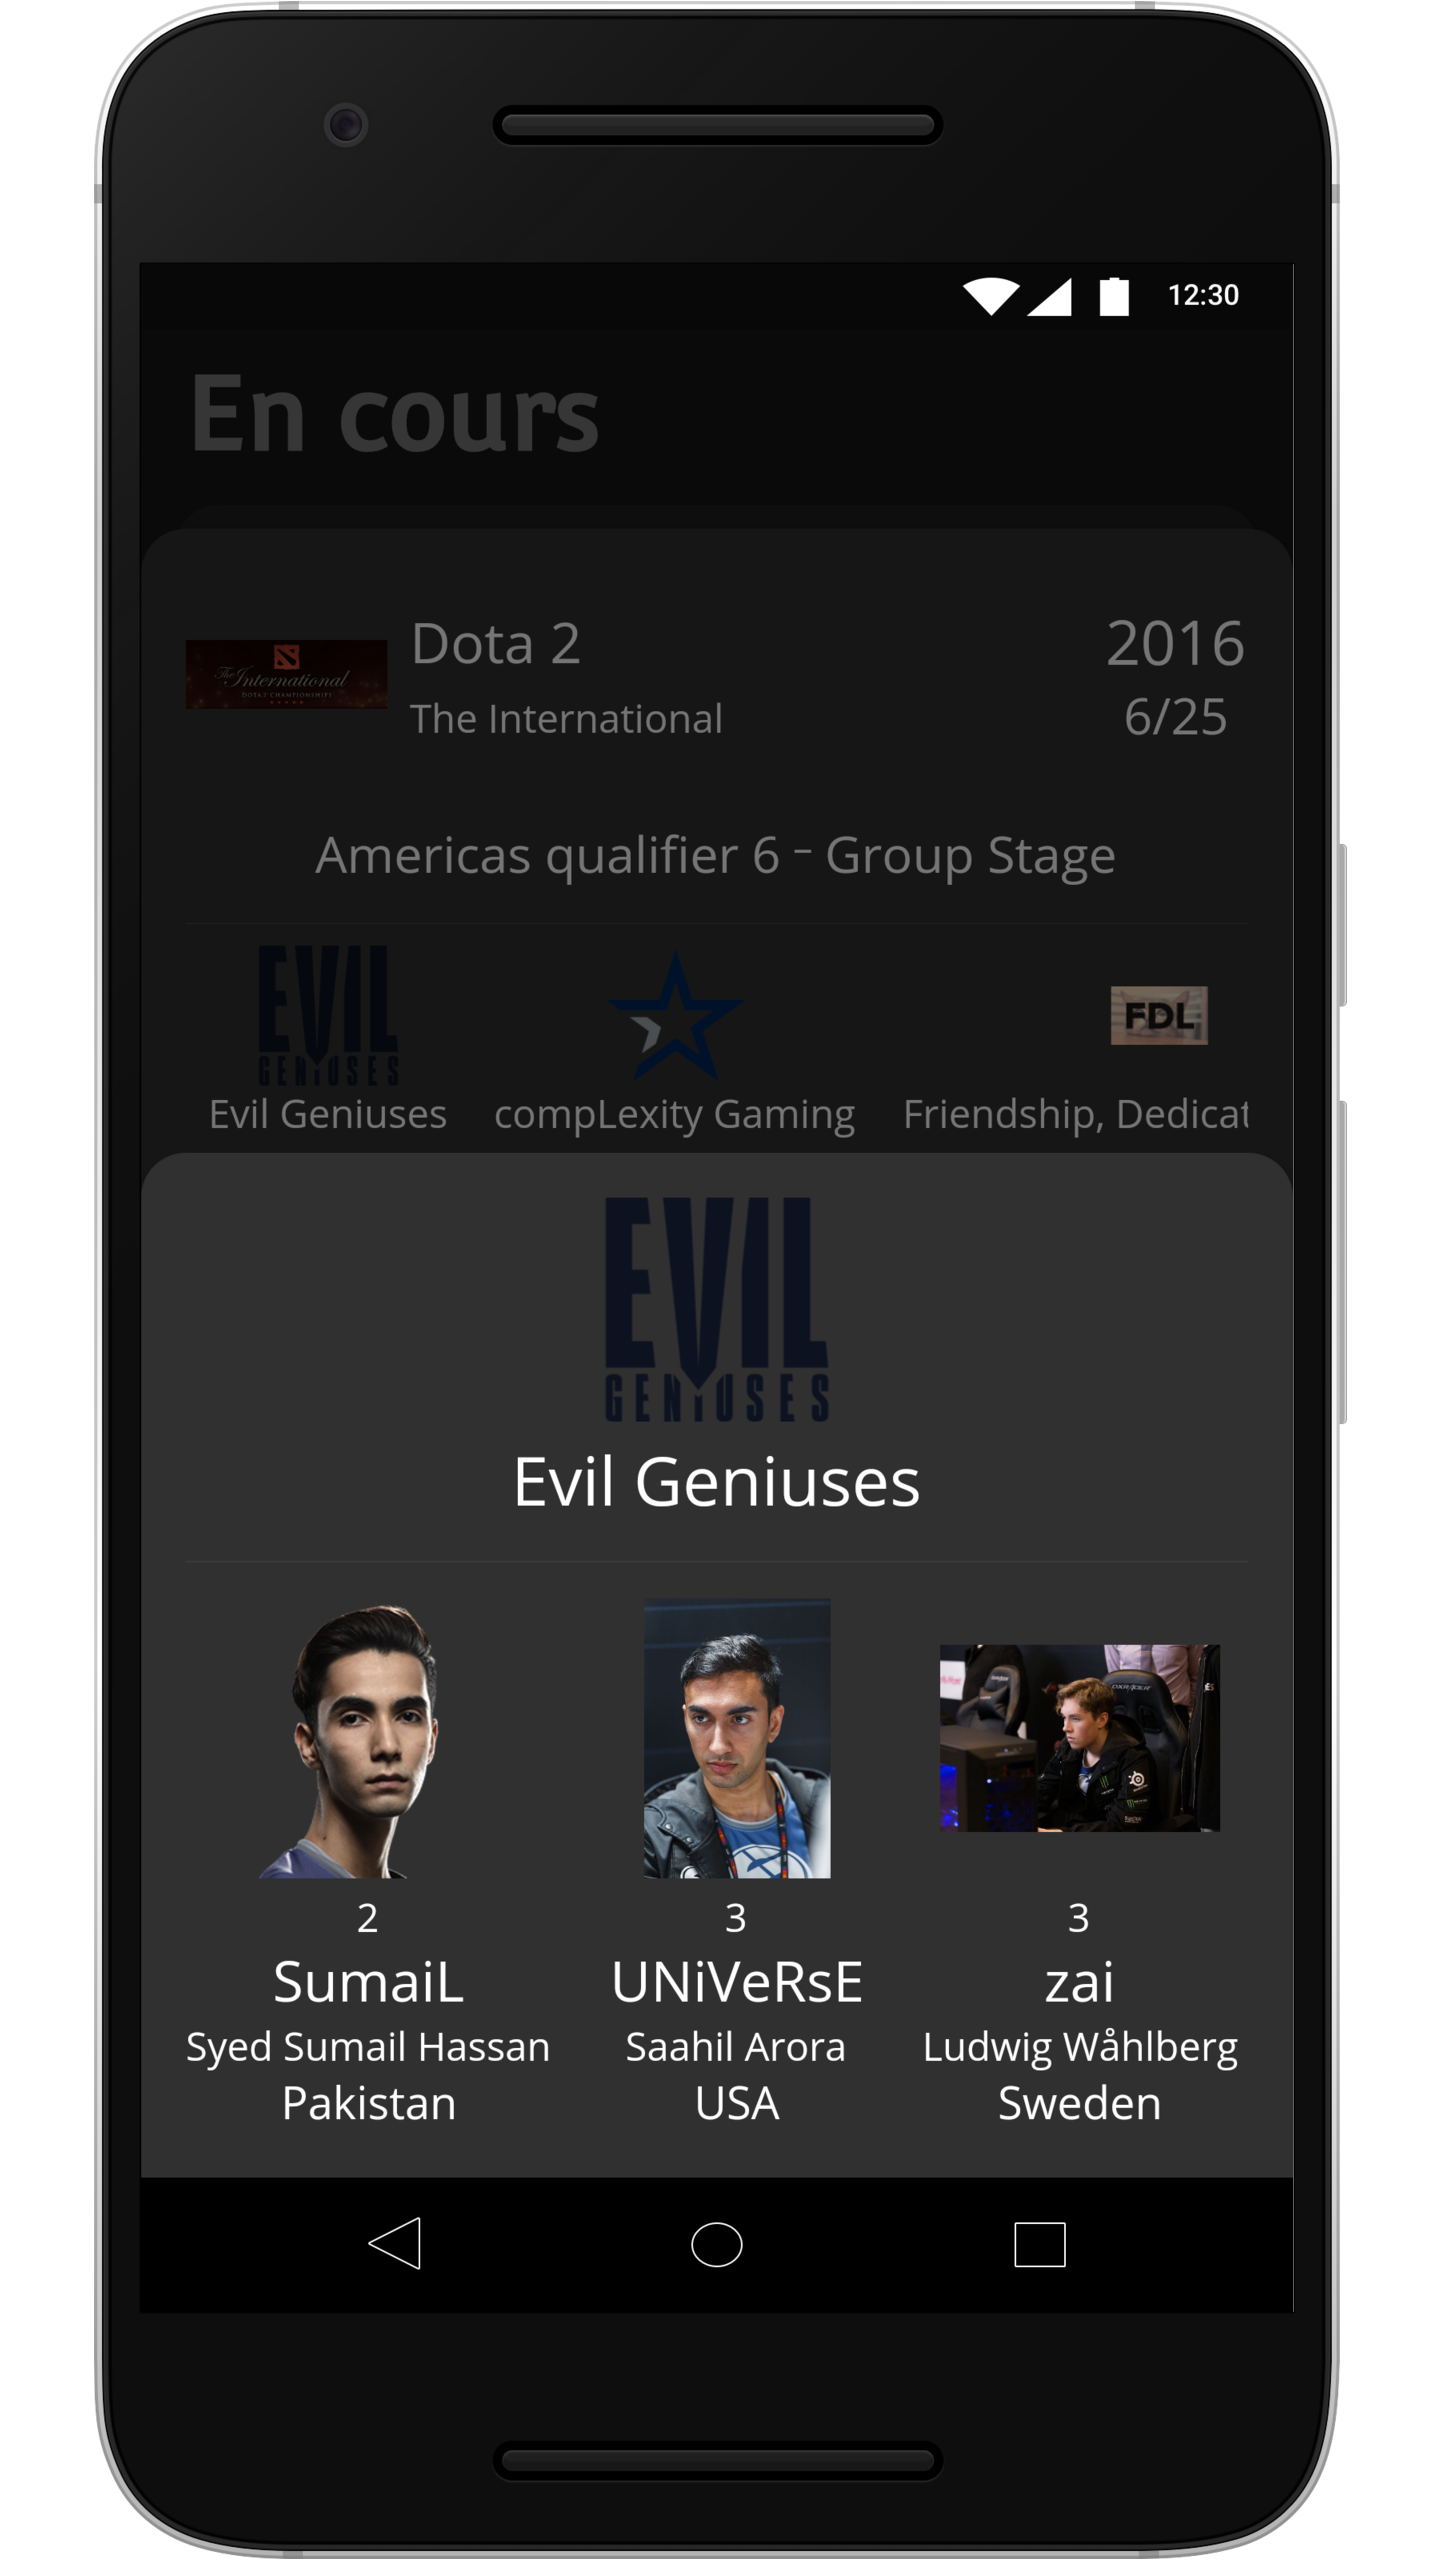 12:30
En cours
The International
DOTA 2 CHAMPIONSHIPS
Dota 2
2016
The International
6/25
Americas qualifier 6 - Group Stage
EVIL
GENIUSES
FDL
Evil Geniuses
compLexity Gaming
Friendship, Dedicat
EVIL
GENIUSES
Evil Geniuses
DXRACER
2
3
3
SumaiL
UNiVeRsE
zai
Syed Sumail Hassan
Saahil Arora
Ludwig Wåhlberg
Pakistan
USA
Sweden